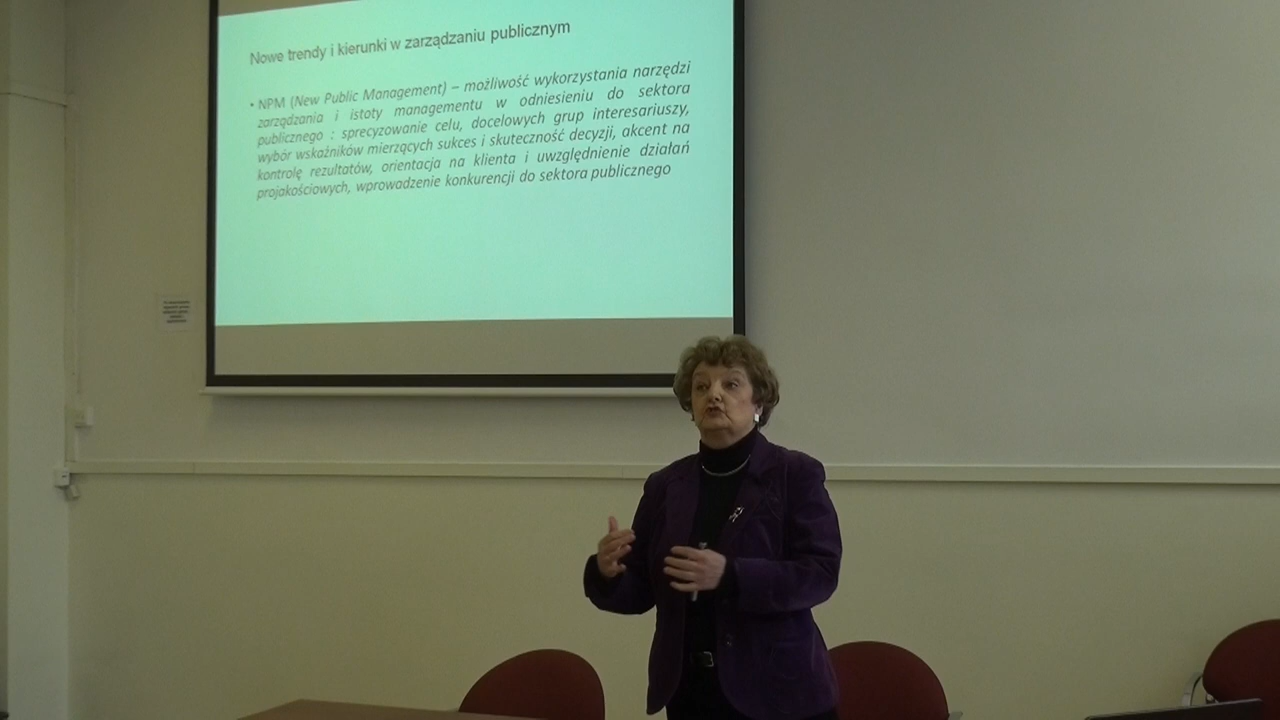 Nowe trendy i kierunki w zarządzaniu publicznym
• NPM (New Public Management) – możliwość wykorzystania narzędzi
zarządzania i istoty managementu w odniesieniu do sektora
publicznego : sprecyzowanie celu, docelowych grup interesariuszy,
wybór wskaźników mierzących sukces i skuteczność decyzji, akcent na
kontrolę rezultatów, orientacja na klienta i uwzględnienie działań
projakościowych, wprowadzenie konkurencji do sektora publicznego